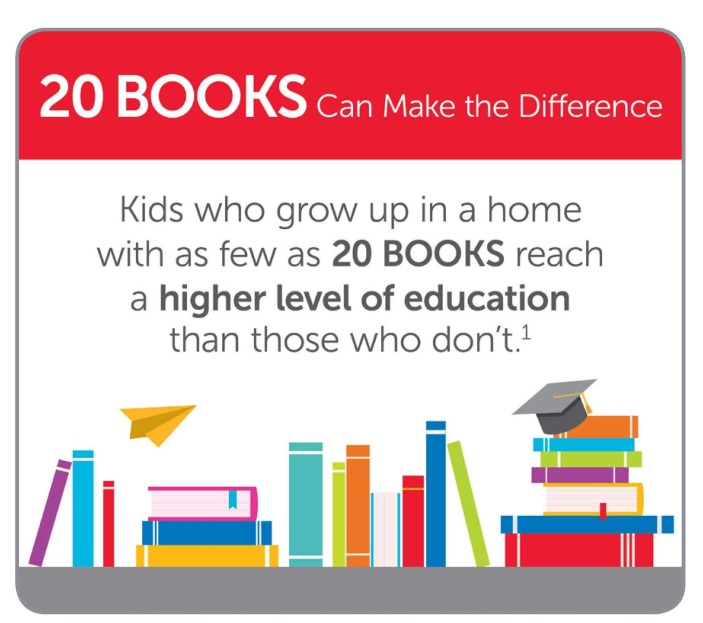 20 BOOKS Can Make the Difference
Kids who grow up in a home
with as few as 20 BOOKS reach
a higher level of education
than those who don't.¹